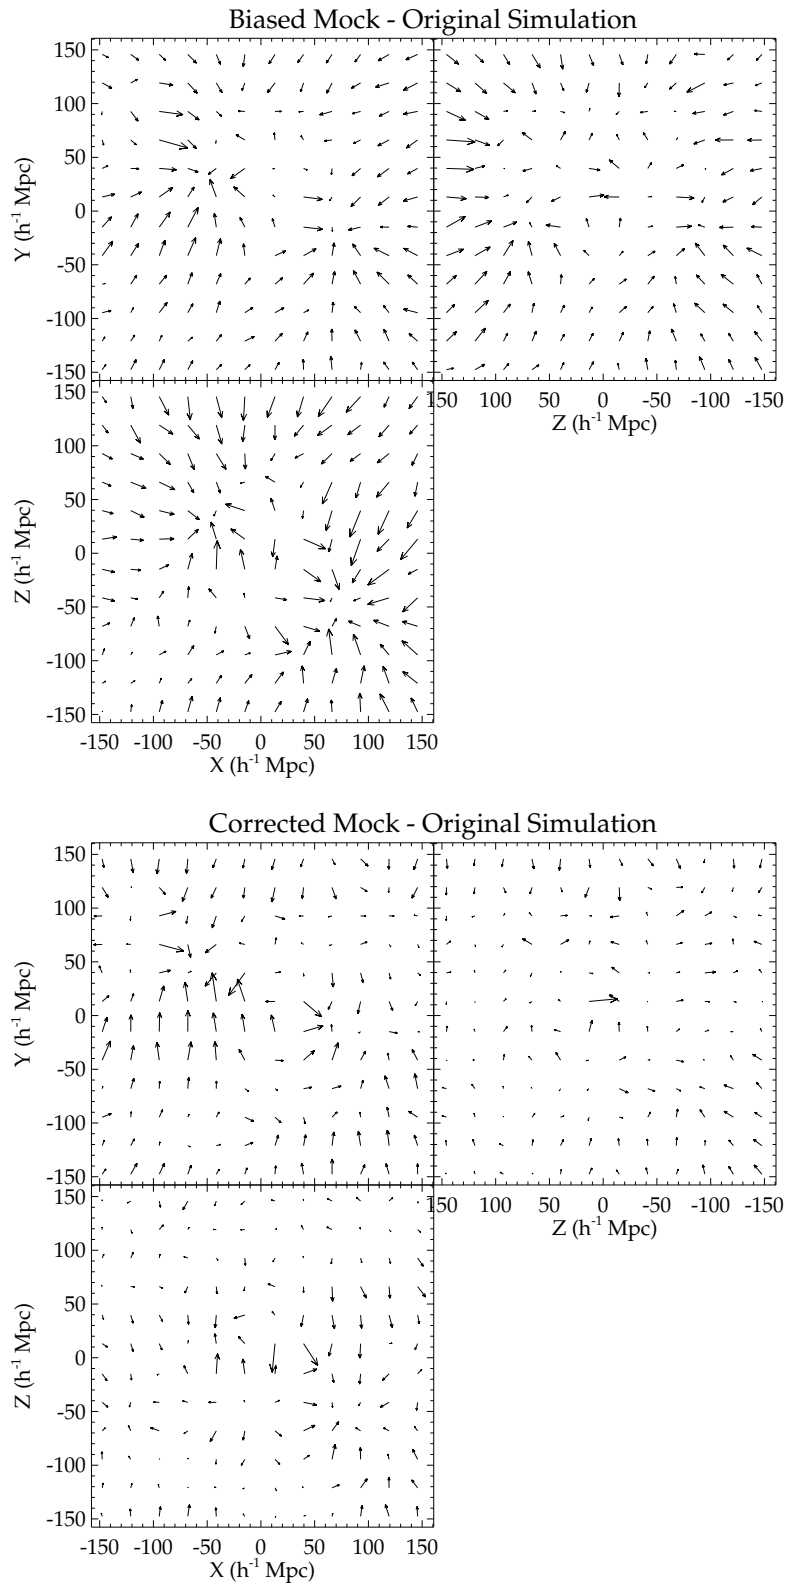 Biased Mock - Original Simulation
150
100
50
0
-50
-100
-150
Y (h⁻¹ Mpc)
150 100 50 0 -50 -100 -150
Z (h⁻¹ Mpc)
150
100
50
0
-50
-100
-150
Z (h⁻¹ Mpc)
-150 -100 -50 0 50 100 150
X (h⁻¹ Mpc)
Corrected Mock - Original Simulation
150
100
50
0
-50
-100
-150
Y (h⁻¹ Mpc)
150 100 50 0 -50 -100 -150
Z (h⁻¹ Mpc)
150
100
50
0
-50
-100
-150
Z (h⁻¹ Mpc)
-150 -100 -50 0 50 100 150
X (h⁻¹ Mpc)